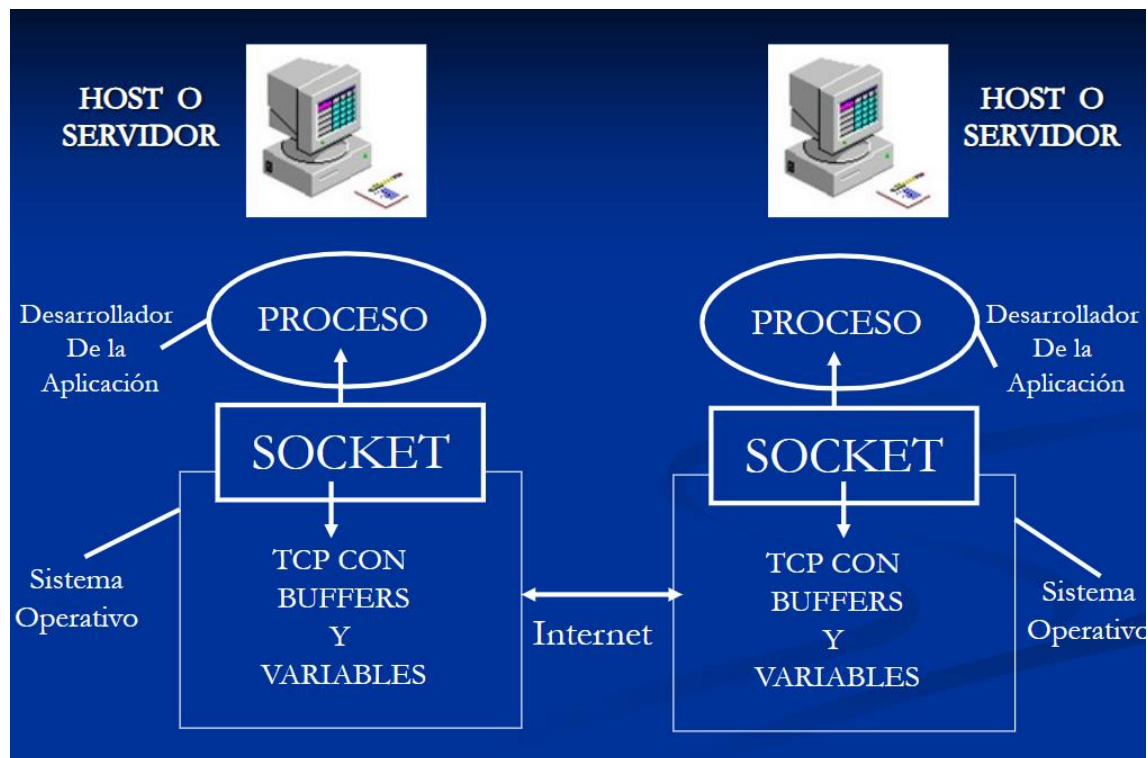 HOST O
SERVIDOR
HOST O
SERVIDOR
Desarrollador
De la
Aplicación
PROCESO
PROCESO
Desarrollador
De la
Aplicación
SOCKET
SOCKET
Sistema
Operativo
TCP CON
BUFFERS
Y
VARIABLES
Internet
TCP CON
BUFFERS
Y
VARIABLES
Sistema
Operativo